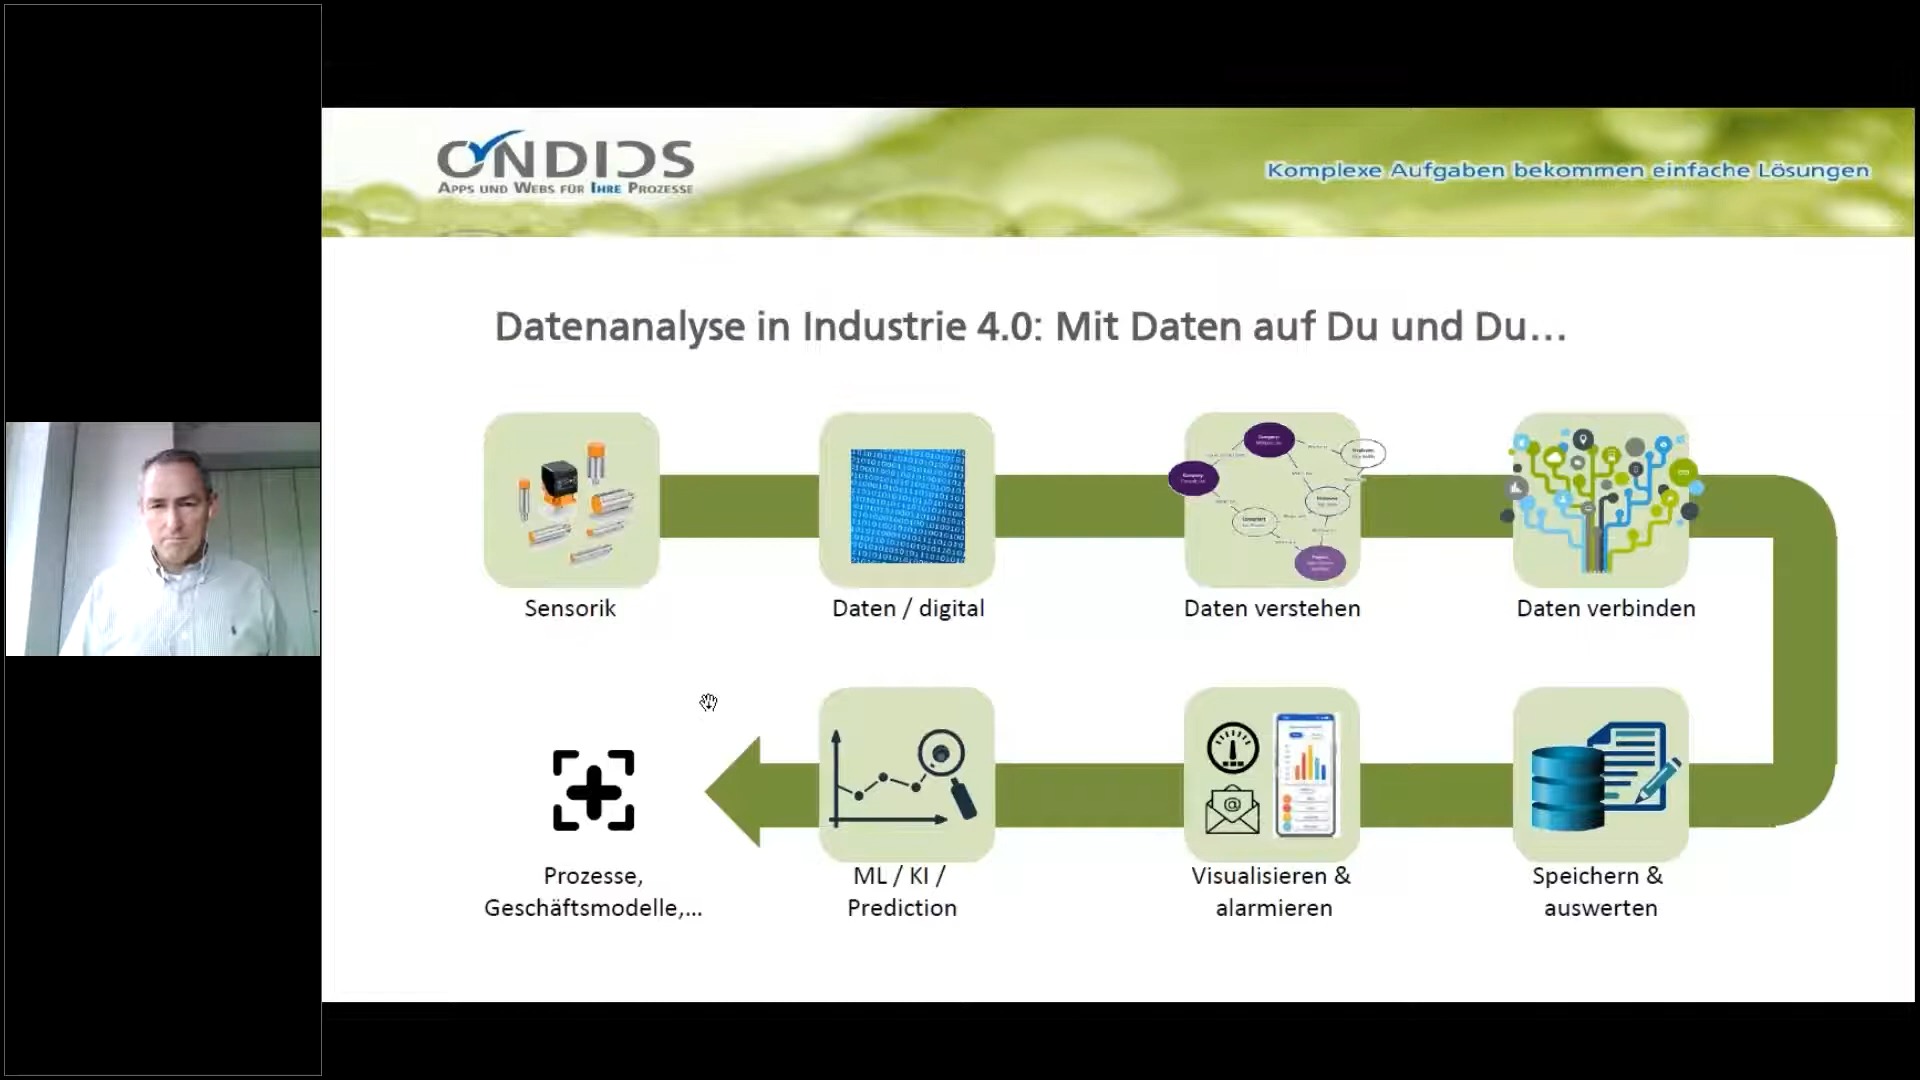 ONDICS
APPS UND WEBS FÜR IHRE PROZESSE
Komplexe Aufgaben bekommen einfache Lösungen
Datenanalyse in Industrie 4.0: Mit Daten auf Du und Du…
Sensorik
Daten / digital
Daten verstehen
Daten verbinden
Prozesse,
Geschäftsmodelle,...
ML / KI /
Prediction
Visualisieren &
alarmieren
Speichern &
auswerten